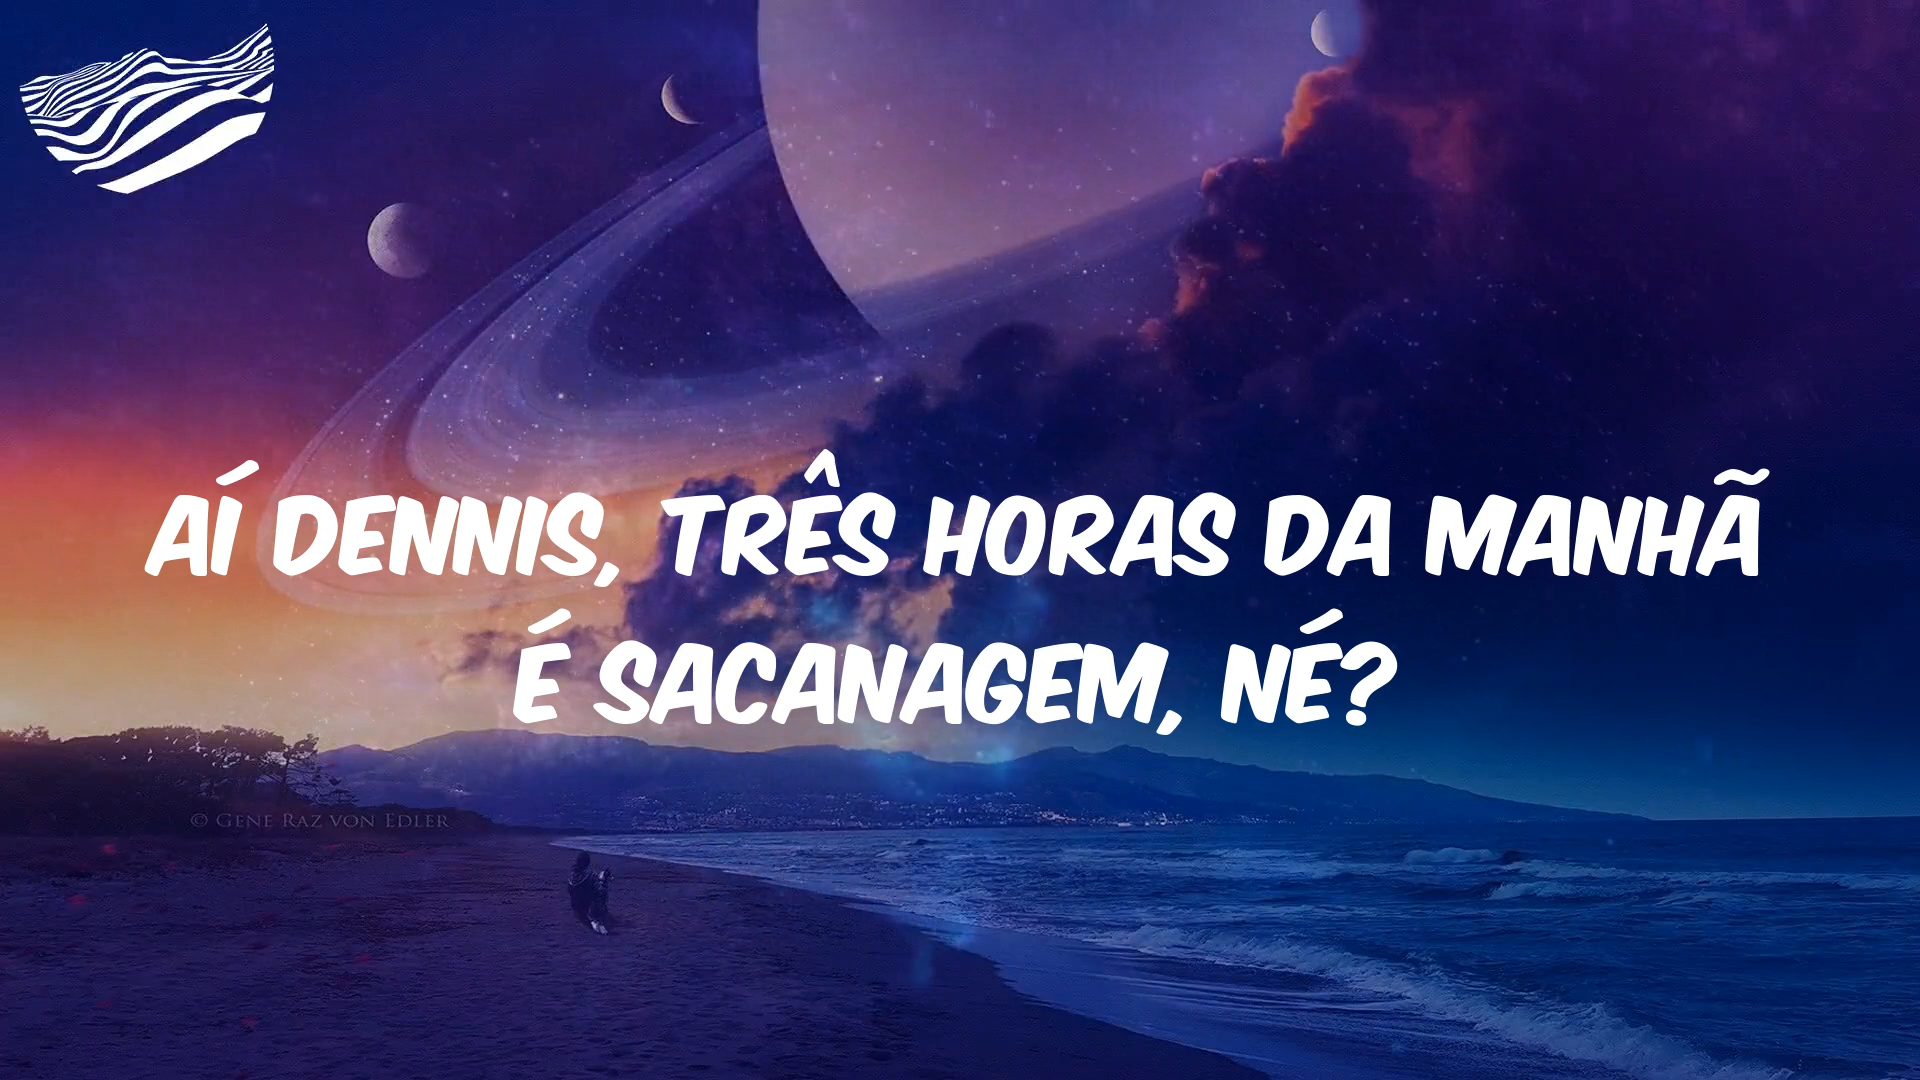 AÍ DENNIS, TRÊS HORAS DA MANHÃ
É SACANAGEM, NÉ?
© GENE RAZ VON EDLER